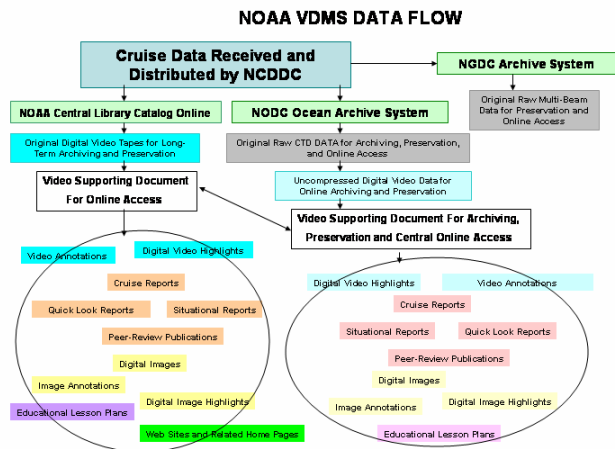 NOAA VDMS DATA FLOW
Cruise Data Received and
Distributed by NCDDC
NGDC Archive System
Original Raw Multi-Beam
Data for Preservation and
Online Access
NOAA Central Library Catalog Online
NODC Ocean Archive System
Original Digital Video Tapes for Long-
Term Archiving and Preservation
Original Raw CTD DATA for Archiving, Preservation,
and Online Access
Video Supporting Document
For Online Access
Uncompressed Digital Video Data for
Online Archiving and Preservation
Video Supporting Document For Archiving,
Preservation and Central Online Access
Video Annotations
Digital Video Highlights
Cruise Reports
Quick Look Reports
Situational Reports
Peer-Review Publications
Digital Images
Image Annotations
Digital Image Highlights
Educational Lesson Plans
Web Sites and Related Home Pages
Digital Video Highlights
Video Annotations
Cruise Reports
Situational Reports
Quick Look Reports
Peer-Review Publications
Digital Images
Image Annotations
Digital Image Highlights
Educational Lesson Plans